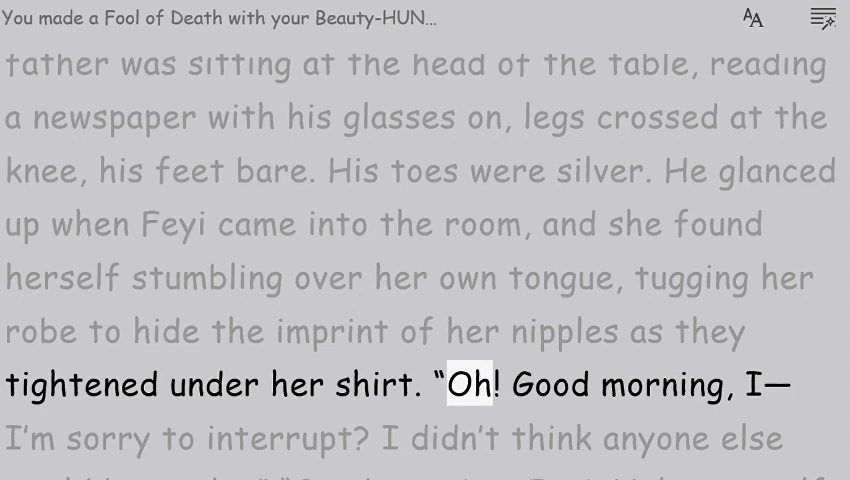 You made a Fool of Death with your Beauty-HUN...
AA
father was sitting at the head of the table, reading
a newspaper with his glasses on, legs crossed at the
knee, his feet bare. His toes were silver. He glanced
up when Feyi came into the room, and she found
herself stumbling over her own tongue, tugging her
robe to hide the imprint of her nipples as they
tightened under her shirt. “Oh! Good morning, I—
I’m sorry to interrupt? I didn’t think anyone else